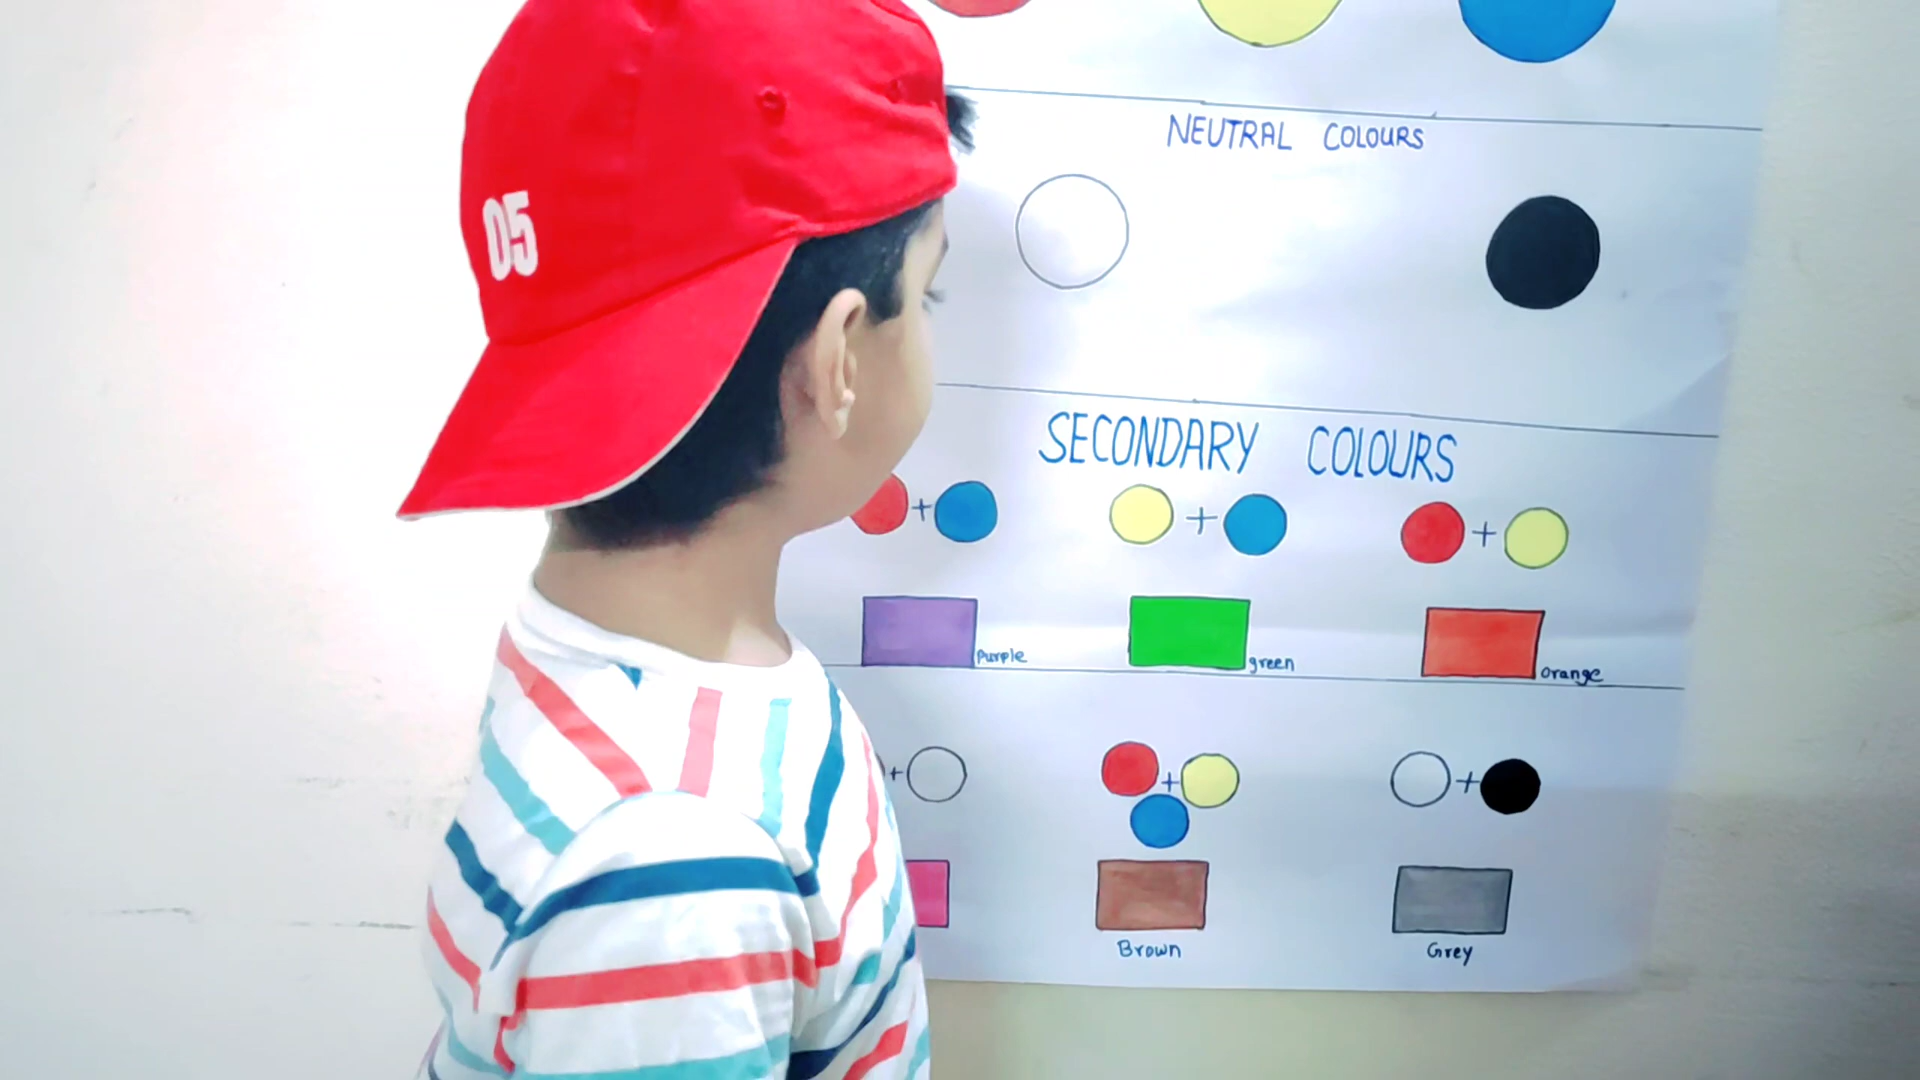 05
NEUTRAL COLOURS
SECONDARY COLOURS
+ + +
purple green orange
+ + +
Brown Grey